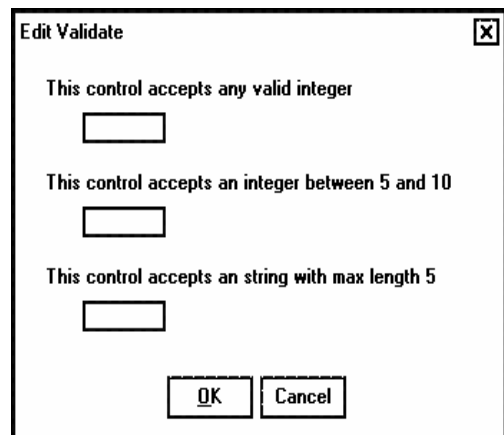 Edit Validate
This control accepts any valid integer
This control accepts an integer between 5 and 10
This control accepts an string with max length 5
OK Cancel